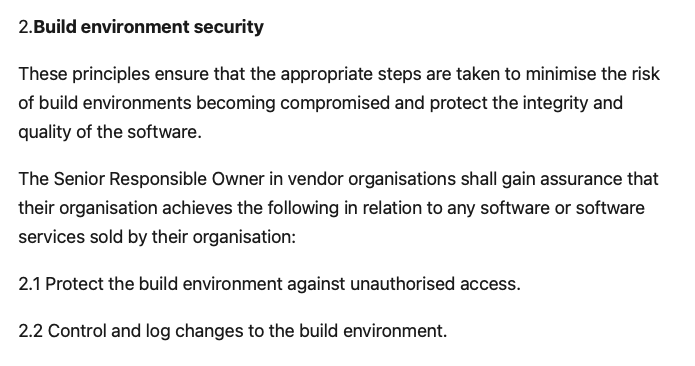 2.Build environment security
These principles ensure that the appropriate steps are taken to minimise the risk
of build environments becoming compromised and protect the integrity and
quality of the software.
The Senior Responsible Owner in vendor organisations shall gain assurance that
their organisation achieves the following in relation to any software or software
services sold by their organisation:
2.1 Protect the build environment against unauthorised access.
2.2 Control and log changes to the build environment.